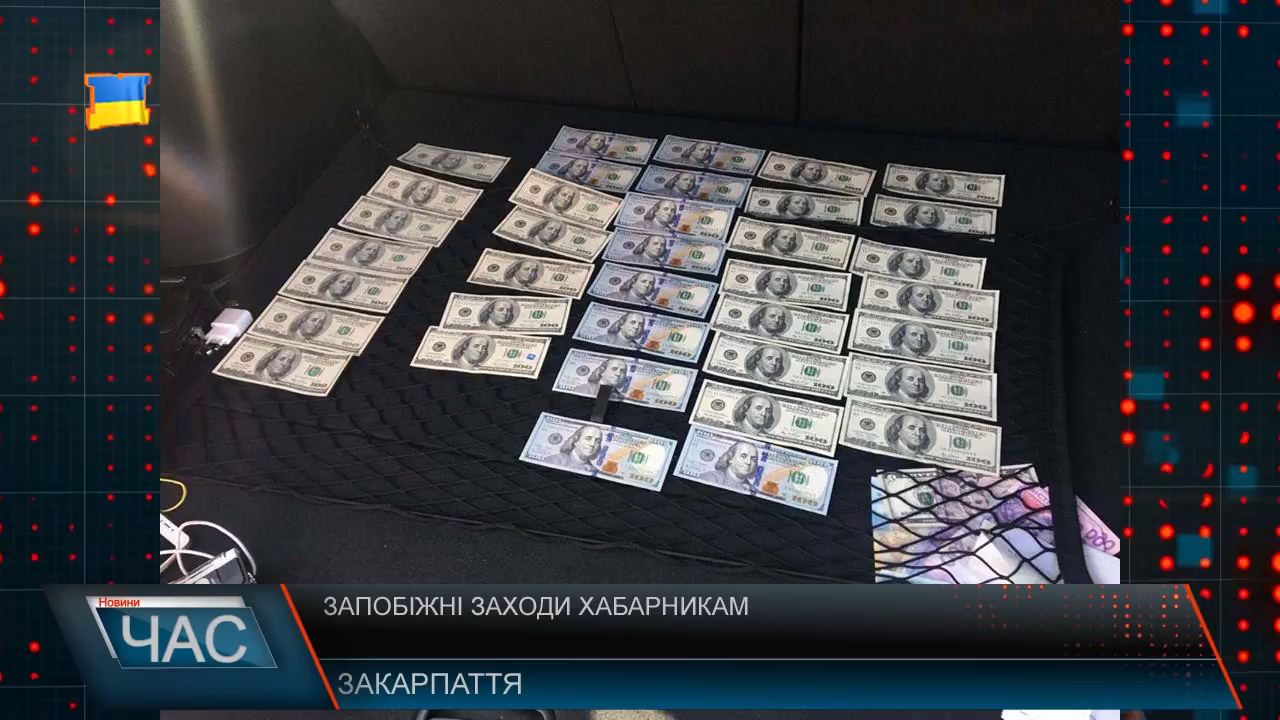 ЗАПОБІЖНІ ЗАХОДИ ХАБАРНИКАМ
Новини
ЧАС
ЗАКАРПАТТЯ